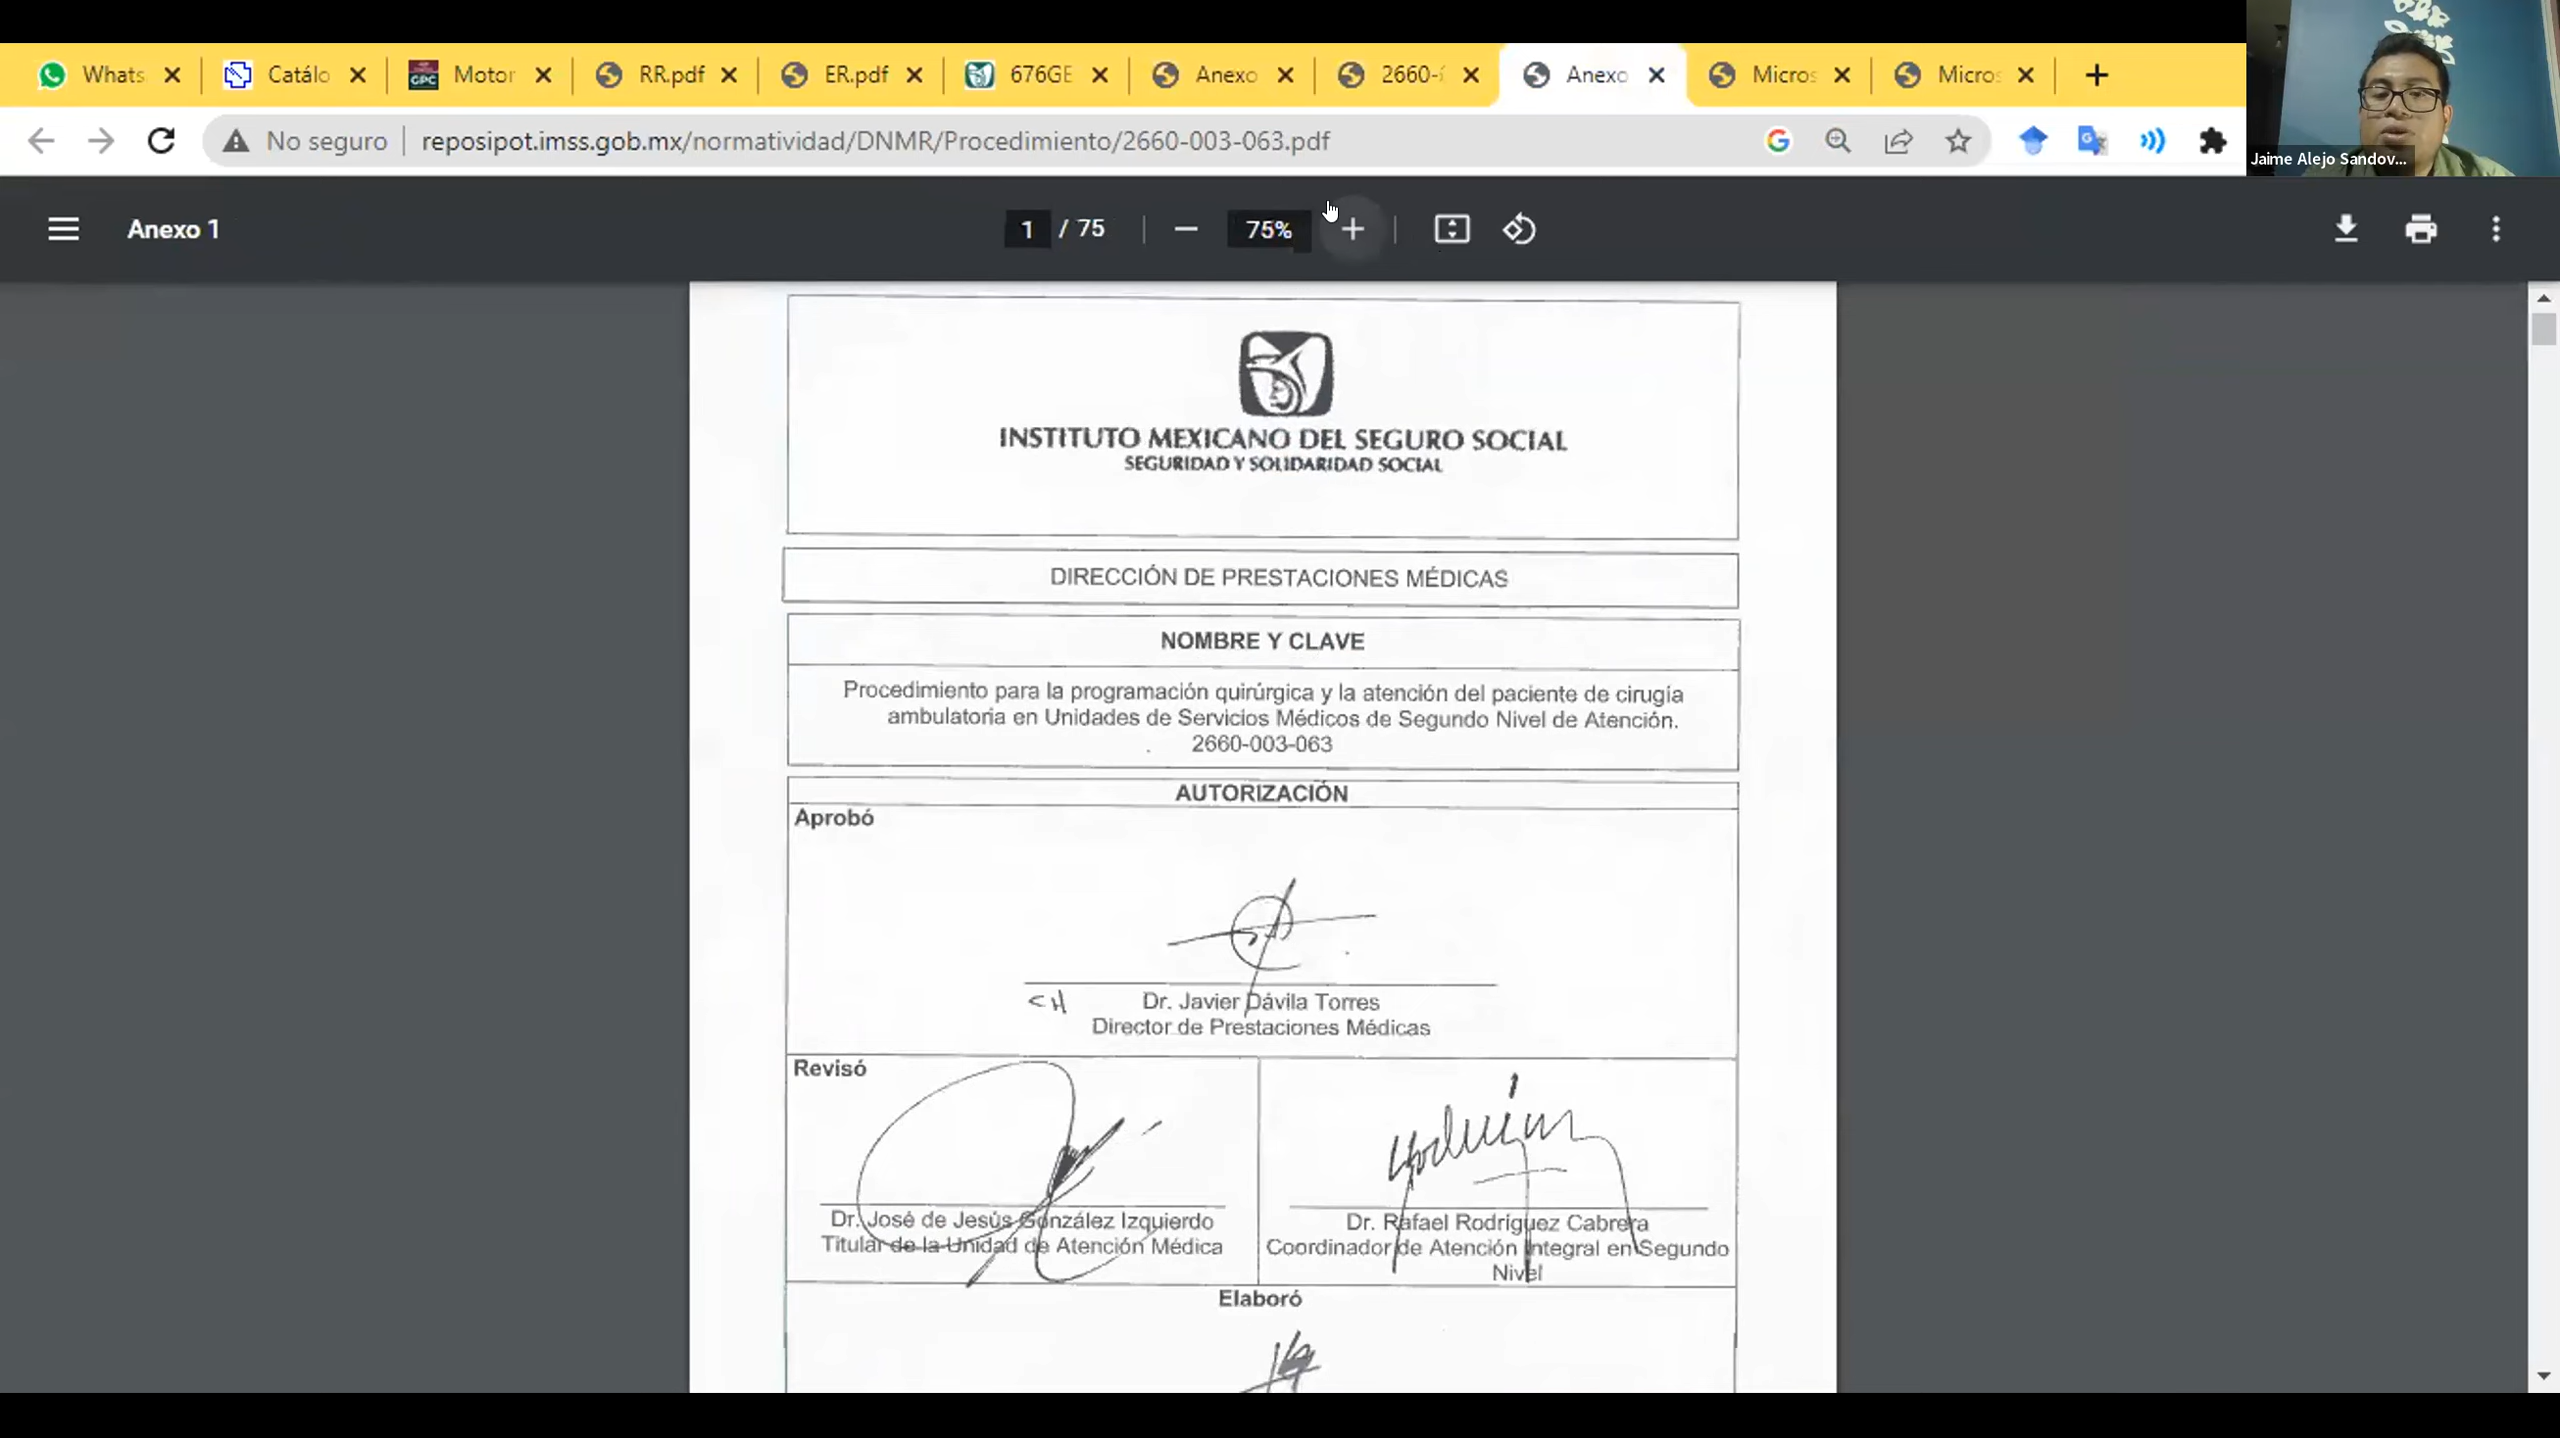 Whats
Catálo
Motor
RR.pdf
ER.pdf
676GE
Anexo
2660-
Anexo
Micros
Micros
No seguro
reposipot.imss.gob.mx/normatividad/DNMR/Procedimiento/2660-003-063.pdf
Jaime Alejo Sandov...
Anexo 1
1 / 75
75%
INSTITUTO MEXICANO DEL SEGURO SOCIAL
SEGURIDAD Y SOLIDARIDAD SOCIAL
DIRECCIÓN DE PRESTACIONES MÉDICAS
NOMBRE Y CLAVE
Procedimiento para la programación quirúrgica y la atención del paciente de cirugía
ambulatoria en Unidades de Servicios Médicos de Segundo Nivel de Atención.
2660-003-063
AUTORIZACIÓN
Aprobó
Dr. Javier Dávila Torres
Director de Prestaciones Médicas
Revisó
Dr. José de Jesús González Izquierdo
Titular de la Unidad de Atención Médica
Dr. Rafael Rodríguez Cabrera
Coordinador de Atención Integral en Segundo
Nivel
Elaboró